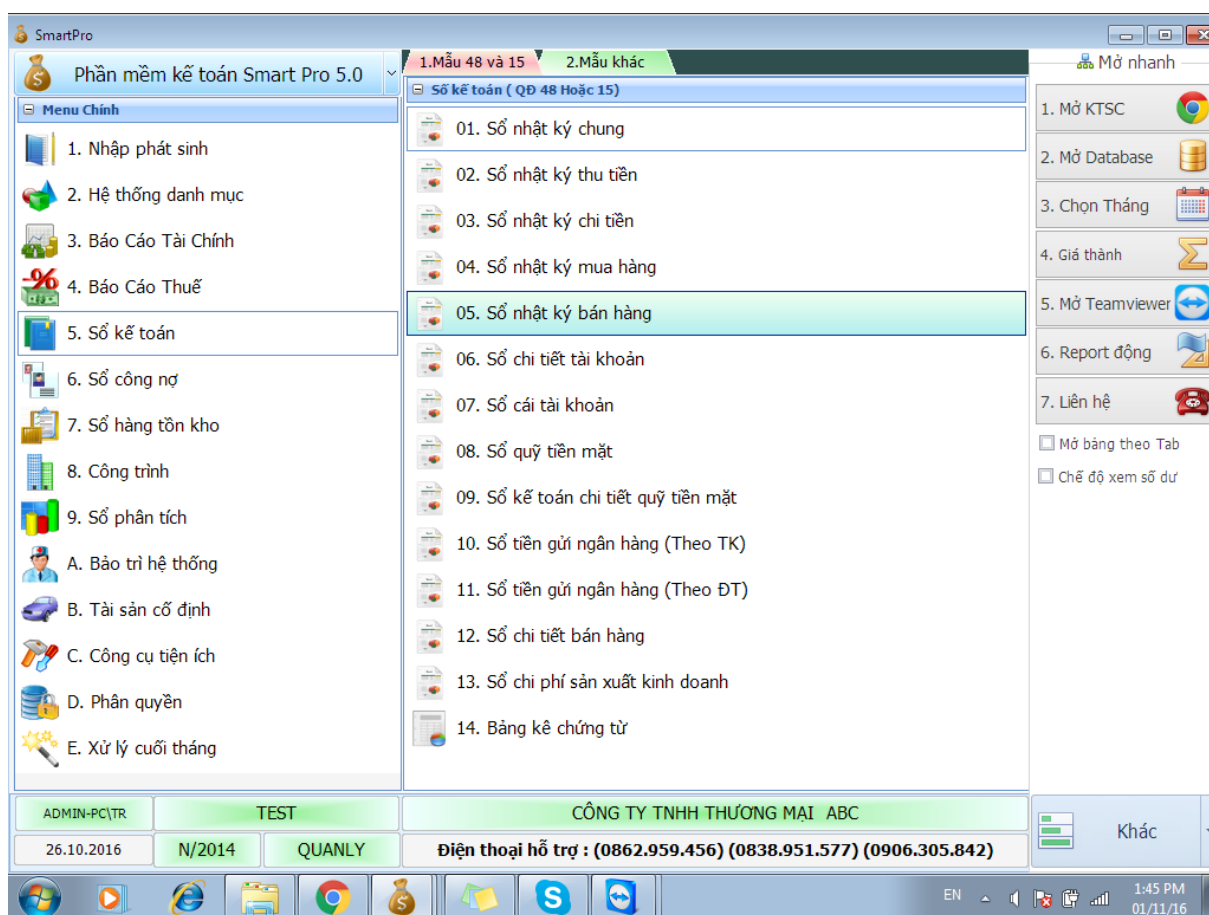 SmartPro
Phần mềm kế toán Smart Pro 5.0
Menu Chính
1. Nhập phát sinh
2. Hệ thống danh mục
3. Báo Cáo Tài Chính
4. Báo Cáo Thuế
5. Sổ kế toán
6. Sổ công nợ
7. Sổ hàng tồn kho
8. Công trình
9. Sổ phân tích
A. Bảo trì hệ thống
B. Tài sản cố định
C. Công cụ tiện ích
D. Phân quyền
E. Xử lý cuối tháng
1.Mẫu 48 và 15
2.Mẫu khác
Số kế toán ( QĐ 48 Hoặc 15)
01. Sổ nhật ký chung
02. Sổ nhật ký thu tiền
03. Sổ nhật ký chi tiền
04. Sổ nhật ký mua hàng
05. Sổ nhật ký bán hàng
06. Sổ chi tiết tài khoản
07. Sổ cái tài khoản
08. Sổ quỹ tiền mặt
09. Sổ kế toán chi tiết quỹ tiền mặt
10. Sổ tiền gửi ngân hàng (Theo TK)
11. Sổ tiền gửi ngân hàng (Theo ĐT)
12. Sổ chi tiết bán hàng
13. Sổ chi phí sản xuất kinh doanh
14. Bảng kê chứng từ
Mở nhanh
1. Mở KTSC
2. Mở Database
3. Chọn Tháng
4. Giá thành
5. Mở Teamviewer
6. Report động
7. Liên hệ
Mở bảng theo Tab
Chế độ xem số dư
ADMIN-PC\TR
TEST
CÔNG TY TNHH THƯƠNG MẠI ABC
26.10.2016
N/2014
QUANLY
Điện thoại hỗ trợ : (0862.959.456) (0838.951.577) (0906.305.842)
Khác
EN
1:45 PM
01/11/16